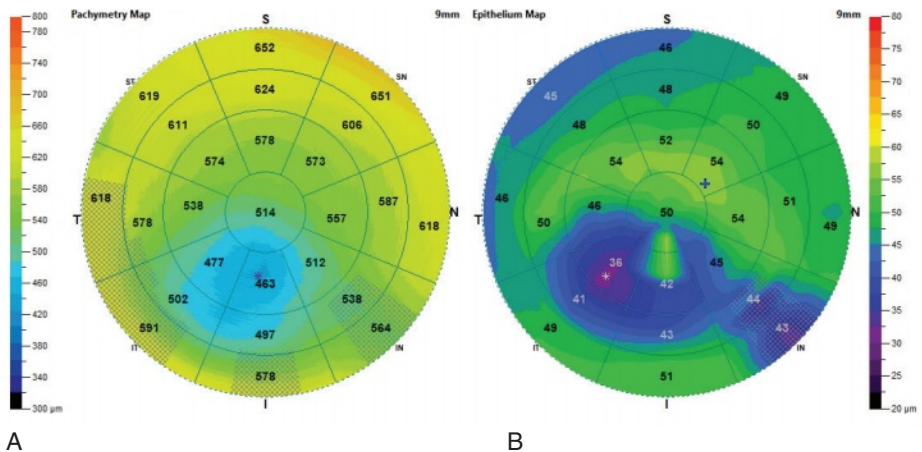 Pachymetry Map 9mm
Epithelium Map 9mm
800
740
700
660
620
580
540
500
460
420
380
340
300 µm
S
SN
N
IN
I
IT
T
ST
652
619 624 651
611 606
578
574 573
618 578 538 514 557 587 618
477 512
463
502 538
591 497 564
578
S
SN
N
IN
I
IT
T
ST
46
45 48 49
48 50
52
54 54
46 50 46 50 54 51 49
36 45
42
41 44
49 43 43
51
80
75
70
65
60
55
50
45
40
35
30
25
20 µm
A B